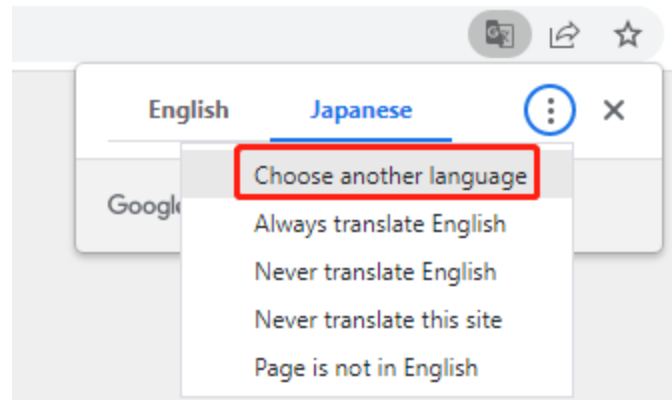 English Japanese
Choose another language
Google
Always translate English
Never translate English
Never translate this site
Page is not in English